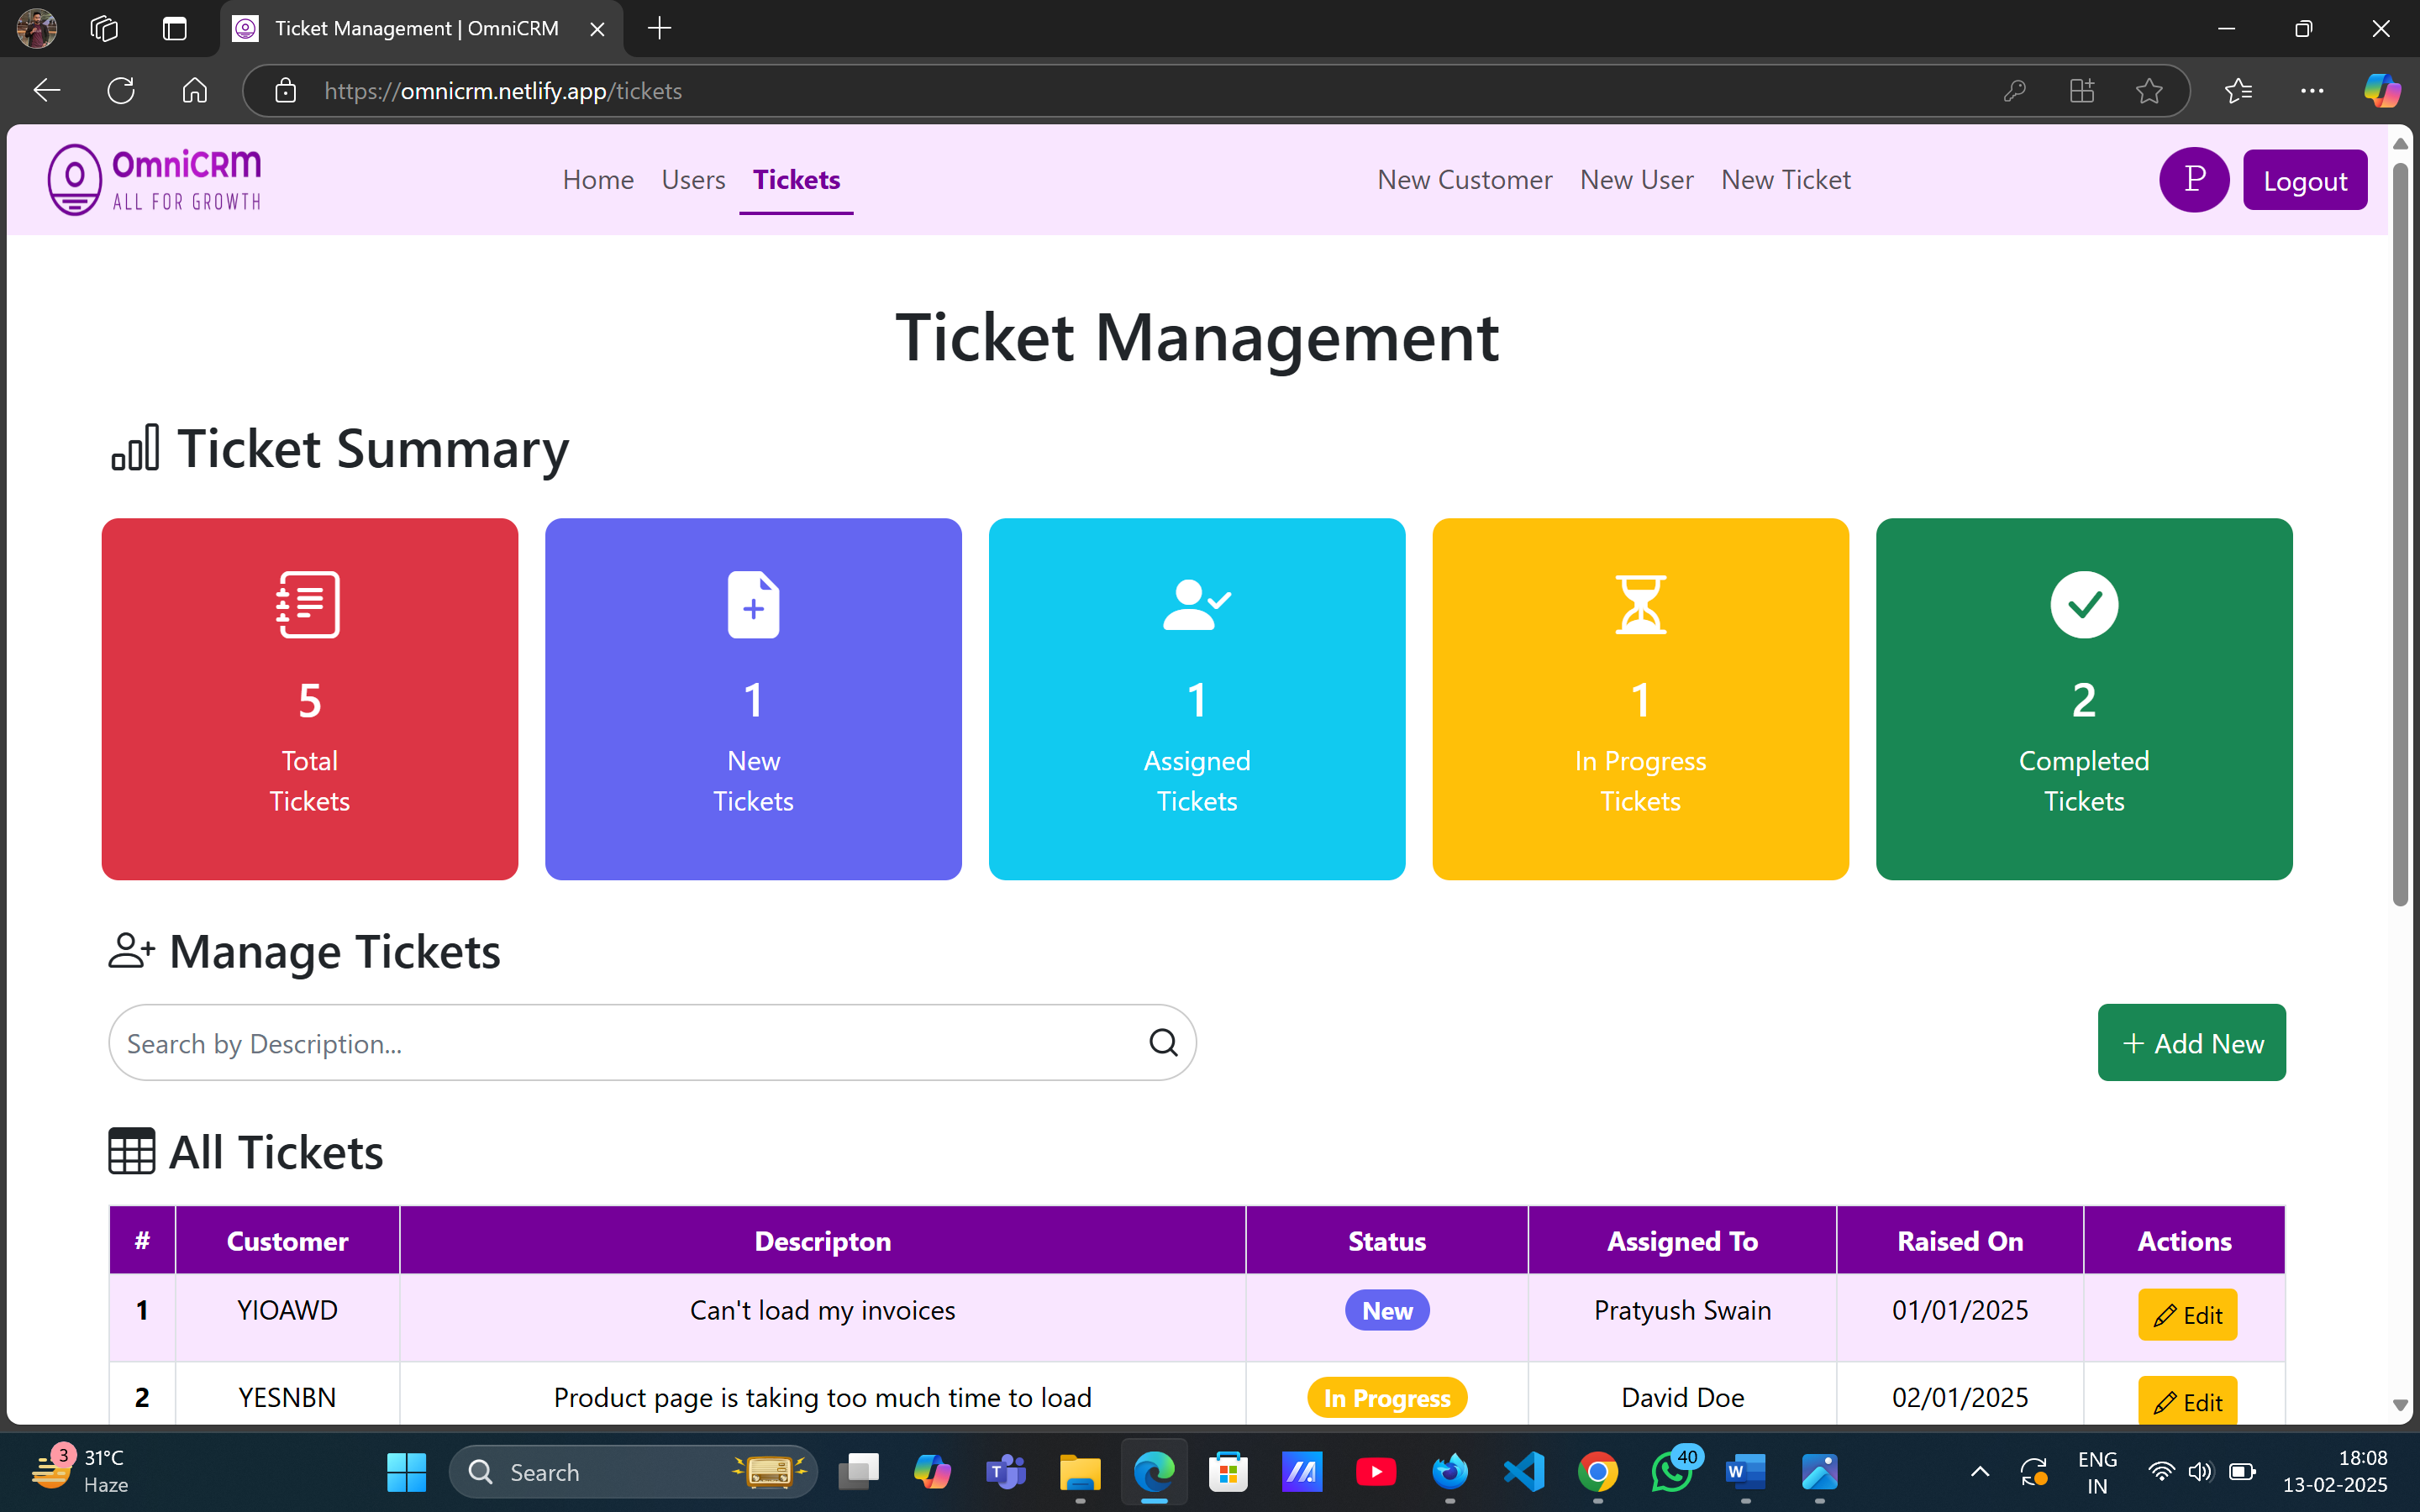 Ticket Management | OmniCRM
https://omnicrm.netlify.app/tickets
OmniCRM
ALL FOR GROWTH
Home Users Tickets New Customer New User New Ticket P Logout
Ticket Management
Ticket Summary
5
Total
Tickets
1
New
Tickets
1
Assigned
Tickets
1
In Progress
Tickets
2
Completed
Tickets
Manage Tickets
Search by Description...
+ Add New
All Tickets
# Customer Descripton Status Assigned To Raised On Actions
1 YIOAWD Can't load my invoices New Pratyush Swain 01/01/2025 Edit
2 YESNBN Product page is taking too much time to load In Progress David Doe 02/01/2025 Edit
3 31°C
Haze
Search
T
40
W
ENG
IN
18:08
13-02-2025